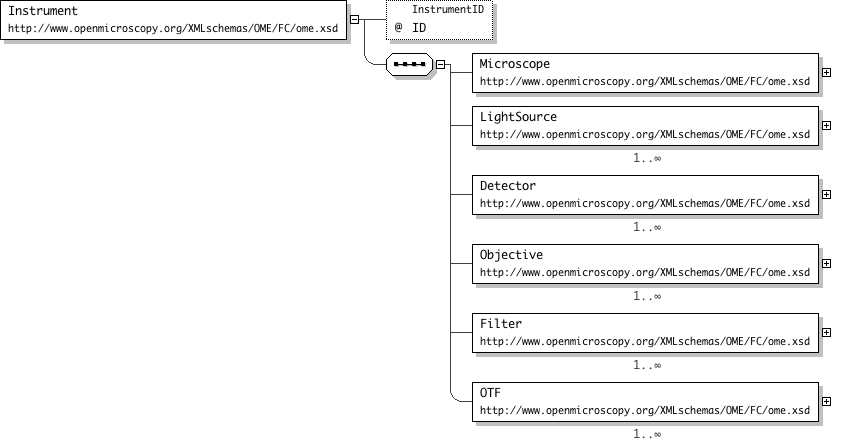 Instrument
http://www.openmicroscopy.org/XMLschemas/OME/FC/ome.xsd
InstrumentID
@ ID
Microscope
http://www.openmicroscopy.org/XMLschemas/OME/FC/ome.xsd
LightSource
http://www.openmicroscopy.org/XMLschemas/OME/FC/ome.xsd
1..∞
Detector
http://www.openmicroscopy.org/XMLschemas/OME/FC/ome.xsd
1..∞
Objective
http://www.openmicroscopy.org/XMLschemas/OME/FC/ome.xsd
1..∞
Filter
http://www.openmicroscopy.org/XMLschemas/OME/FC/ome.xsd
1..∞
OTF
http://www.openmicroscopy.org/XMLschemas/OME/FC/ome.xsd
1..∞